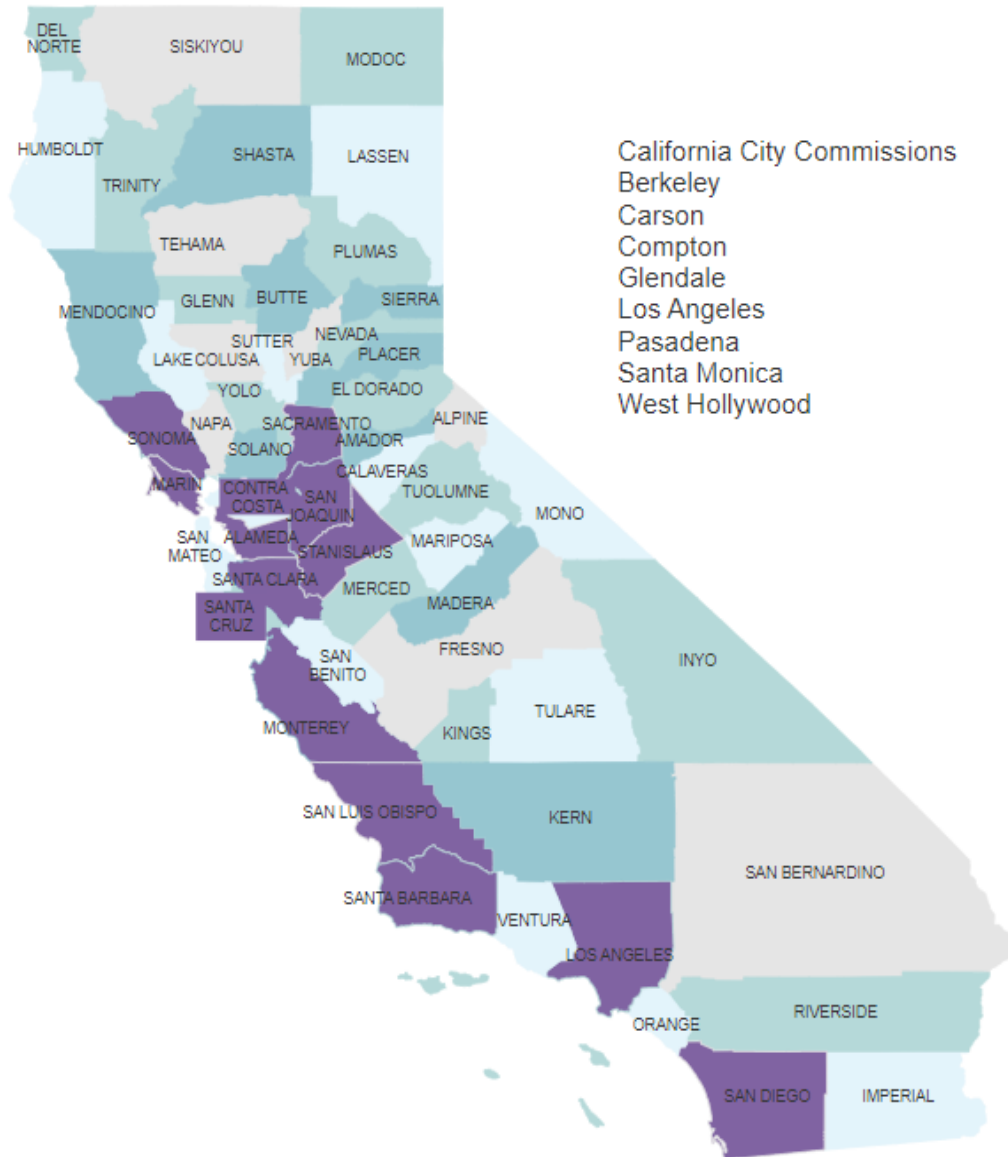 DEL
NORTE
SISKIYOU
MODOC
HUMBOLDT
TRINITY
SHASTA
LASSEN
California City Commissions
Berkeley
Carson
Compton
Glendale
Los Angeles
Pasadena
Santa Monica
West Hollywood
TEHAMA
PLUMAS
MENDOCINO
GLENN
BUTTE
SIERRA
NEVADA
SUTTER
YUBA
PLACER
LAKE
COLUSA
YOLO
EL DORADO
NAPA
SACRAMENTO
ALPINE
SONOMA
SOLANO
AMADOR
CALAVERAS
MARIN
CONTRA
COSTA
SAN
JOAQUIN
TUOLUMNE
MONO
SAN
MATEO
ALAMEDA
STANISLAUS
MARIPOSA
SANTA CLARA
MERCED
MADERA
SANTA
CRUZ
SAN
BENITO
FRESNO
INYO
MONTEREY
KINGS
TULARE
SAN LUIS OBISPO
KERN
SAN BERNARDINO
SANTA BARBARA
VENTURA
LOS ANGELES
ORANGE
RIVERSIDE
SAN DIEGO
IMPERIAL